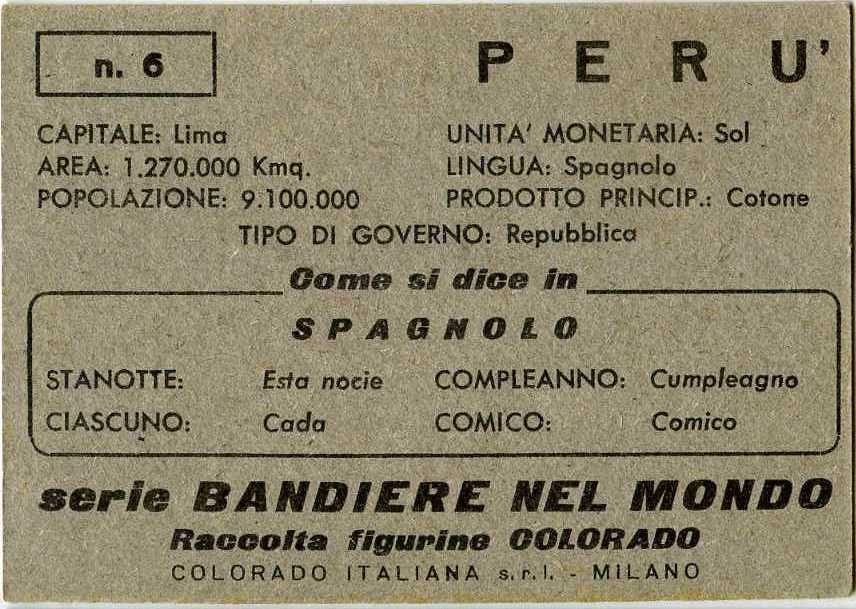 n. 6
PERU'
CAPITALE: Lima
UNITA' MONETARIA: Sol
AREA: 1.270.000 Kmq.
LINGUA: Spagnolo
POPOLAZIONE: 9.100.000
PRODOTTO PRINCIP.: Cotone
TIPO DI GOVERNO: Repubblica
Come si dice in
SPAGNOLO
STANOTTE: Esta nocie
COMPLEANNO: Cumpleagno
CIASCUNO: Cada
COMICO: Comico
serie BANDIERE NEL MONDO
Raccolta figurine COLORADO
COLORADO ITALIANA s.r.l. - MILANO